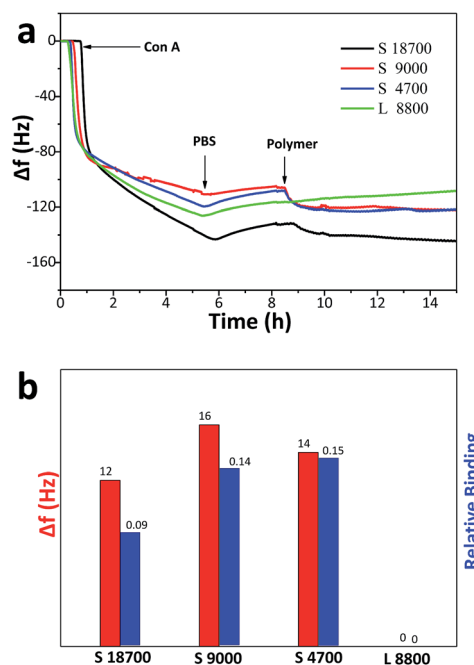 a
Con A
PBS
Polymer
S 18700
S 9000
S 4700
L 8800
Δf (Hz)
0
-40
-80
-120
-160
0 2 4 6 8 10 12 14
Time (h)
b
Δf (Hz)
Relative Binding
12 0.09
16 0.14
14 0.15
0 0
S 18700 S 9000 S 4700 L 8800